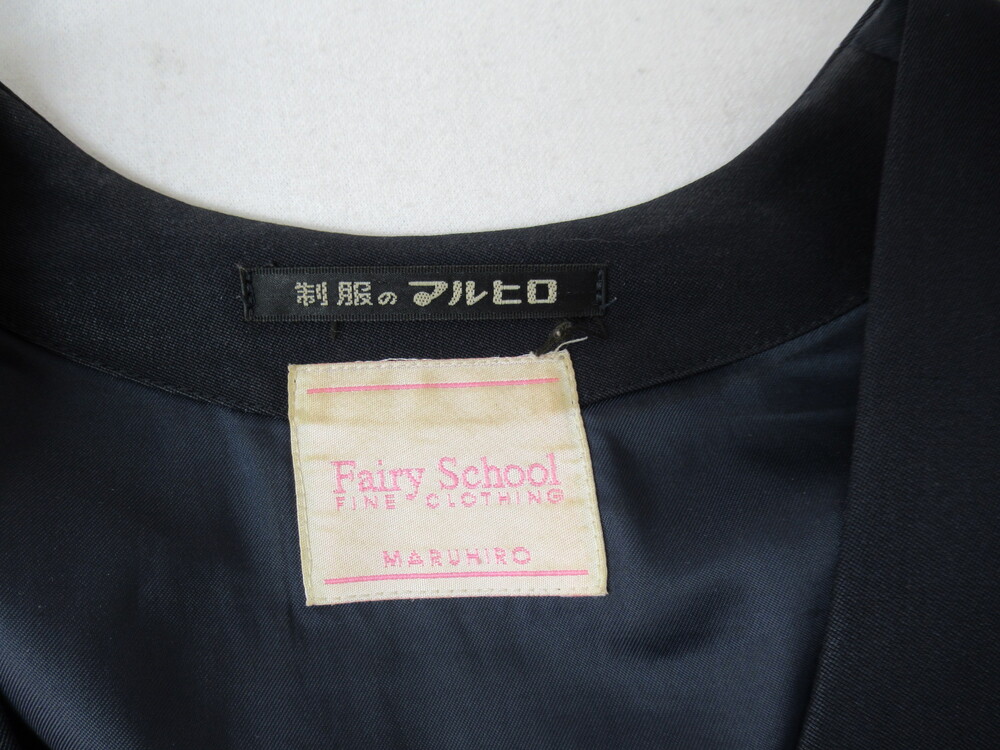 制服のマルヒロ
Fairy School
FINE CLOTHING
MARUHIRO